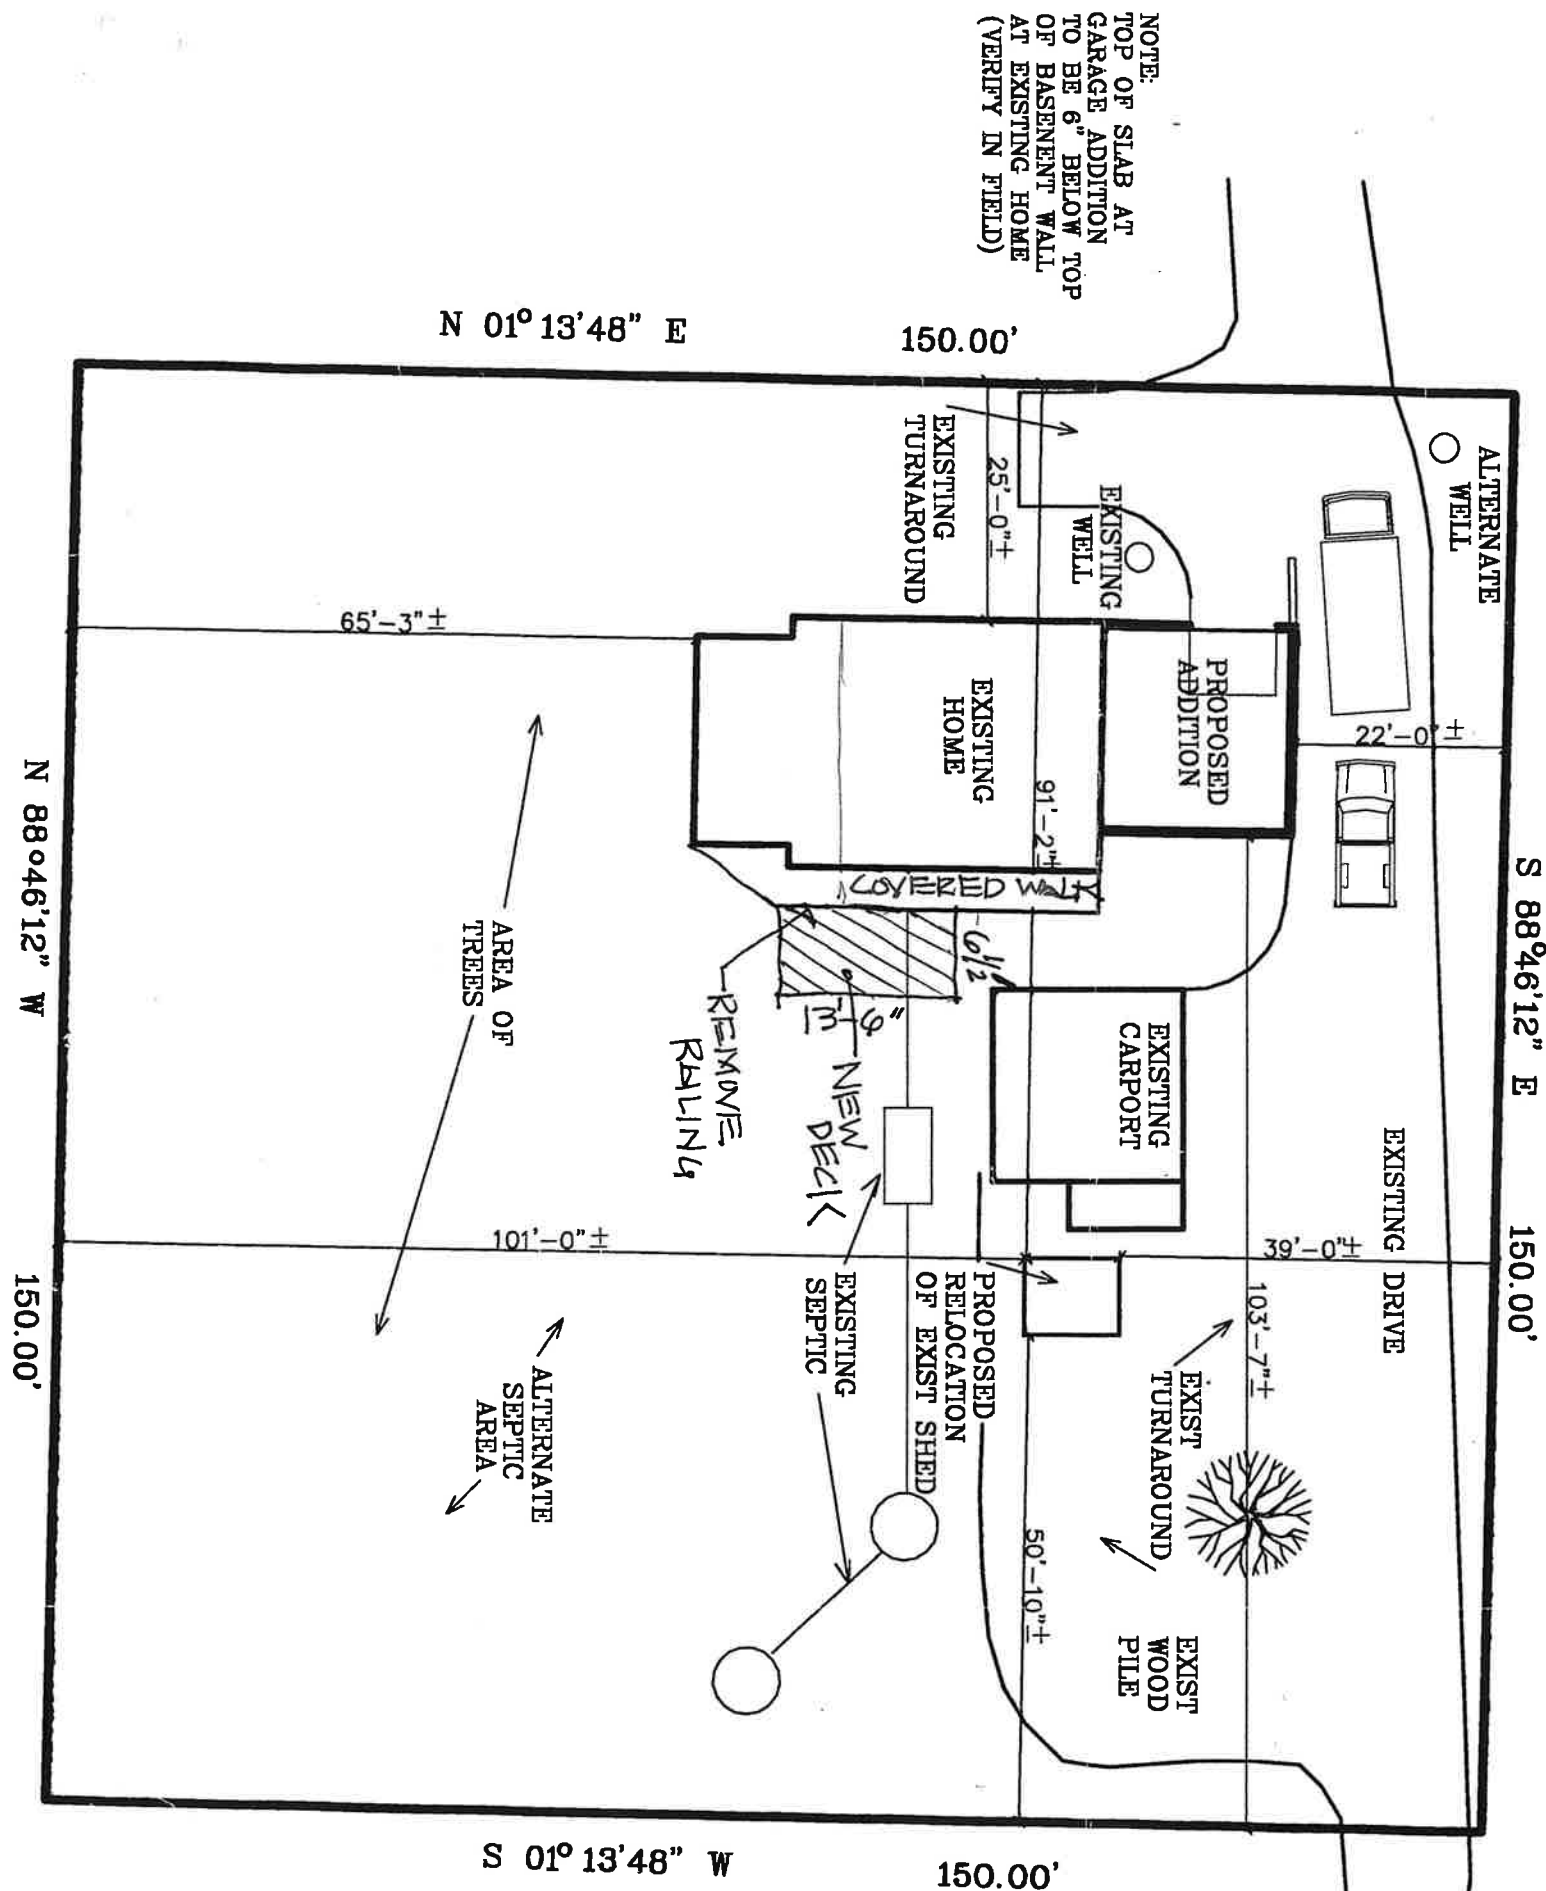 NOTE:
TOP OF SLAB AT
GARAGE ADDITION
TO BE 6" BELOW TOP
OF BASENENT WALL
AT EXISTING HOME
(VERIFY IN FIELD)
N 01° 13'48" E
150.00'
S 88°46'12" E
150.00'
ALTERNATE
WELL
EXISTING
TURNAROUND
25'-0"±
EXISTING
WELL
65'-3"±
PROPOSED
ADDITION
22'-0"±
EXISTING
HOME
91'-2"±
COVERED WALK
6 1/2
13'-6"
REMOVE
RAILING
NEW
DECK
EXISTING
CARPORT
EXISTING DRIVE
AREA OF
TREES
101'-0"±
39'-0"±
103'-7"±
PROPOSED
RELOCATION
OF EXIST SHED
EXISTING
SEPTIC
EXIST
TURNAROUND
ALTERNATE
SEPTIC
AREA
50'-10"±
EXIST
WOOD
PILE
N 88°46'12" W
150.00'
S 01° 13'48" W
150.00'